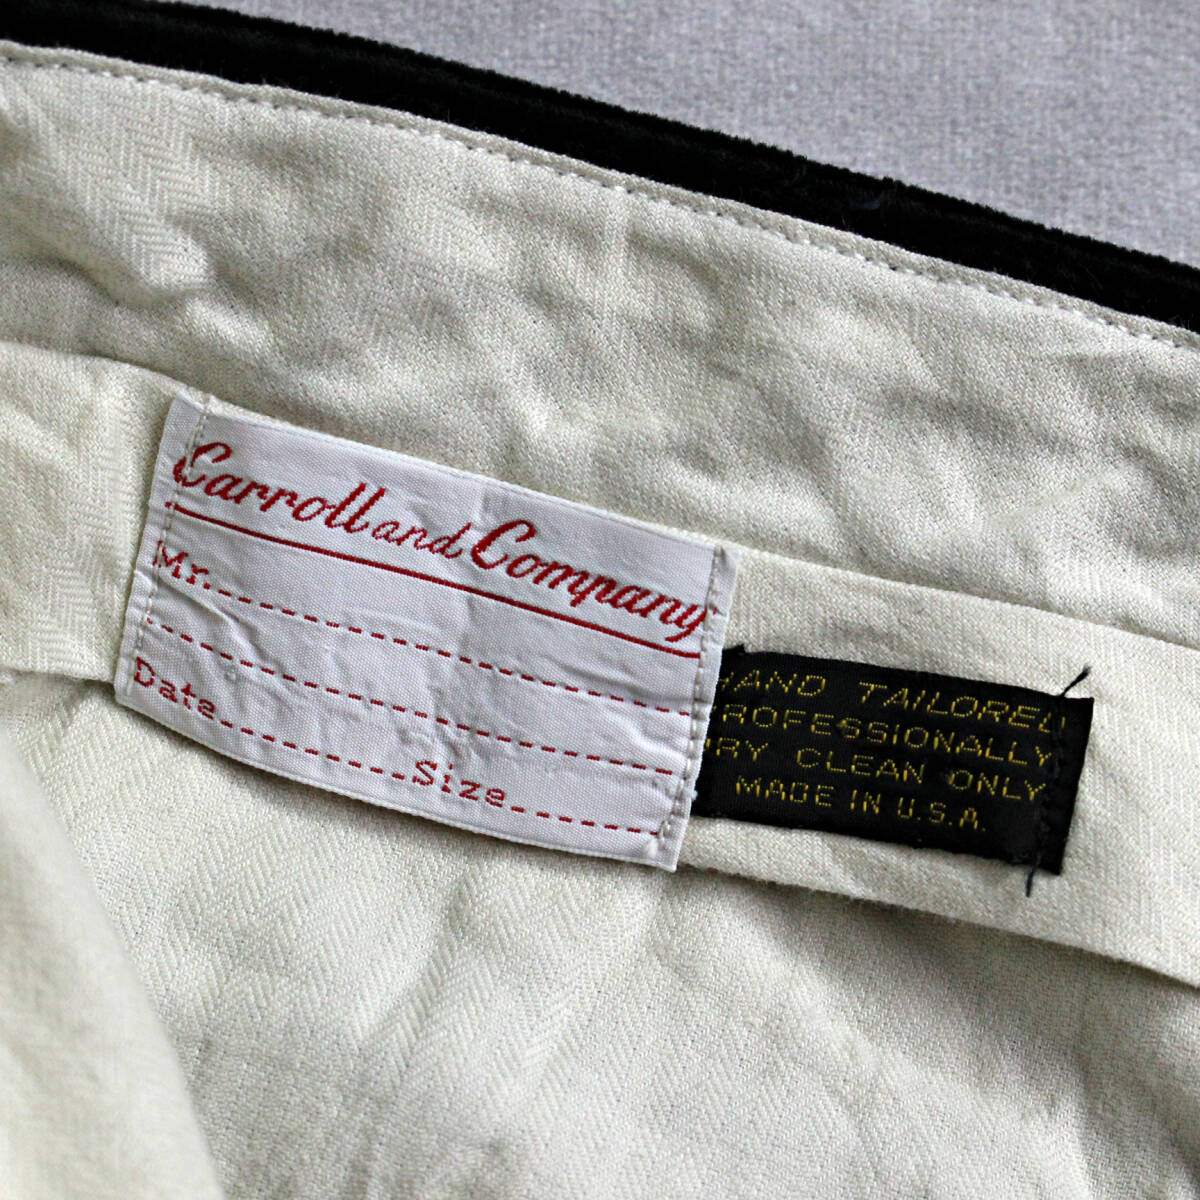 Carroll and Company
Mr.
Date Size
HAND TAILORED
PROFESSIONALLY
DRY CLEAN ONLY
MADE IN U.S.A.